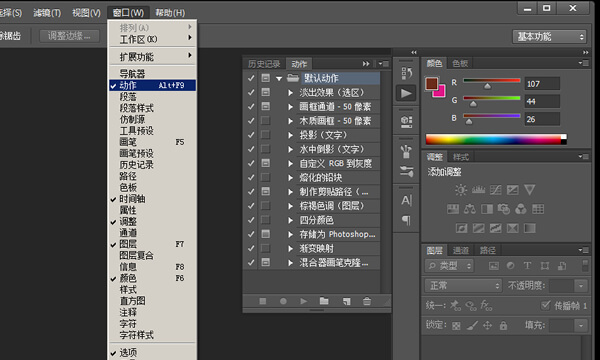 选择(S) 滤镜(T) 视图(V) 窗口(W) 帮助(H)
除锯齿
调整边缘...
基本功能
排列(A)
工作区(K)
扩展功能
导航器
动作 Alt+F9
段落
段落样式
仿制源
工具预设
画笔 F5
画笔预设
历史记录
路径
色板
时间轴
属性
调整
通道
图层 F7
图层复合
信息 F8
颜色 F6
样式
直方图
注释
字符
字符样式
选项
历史记录 动作
默认动作
淡出效果（选区）
画框通道 - 50 像素
木质画框 - 50 像素
投影（文字）
水中倒影（文字）
自定义 RGB 到灰度
熔化的铅块
制作剪贴路径（...
棕褐色调（图层）
四分颜色
存储为 Photoshop...
渐变映射
混合器画笔克隆...
颜色 色板
R 107
G 44
B 26
调整 样式
添加调整
图层 通道 路径
类型
正常 不透明度:
统一: 传播帧 1
锁定: 填充: